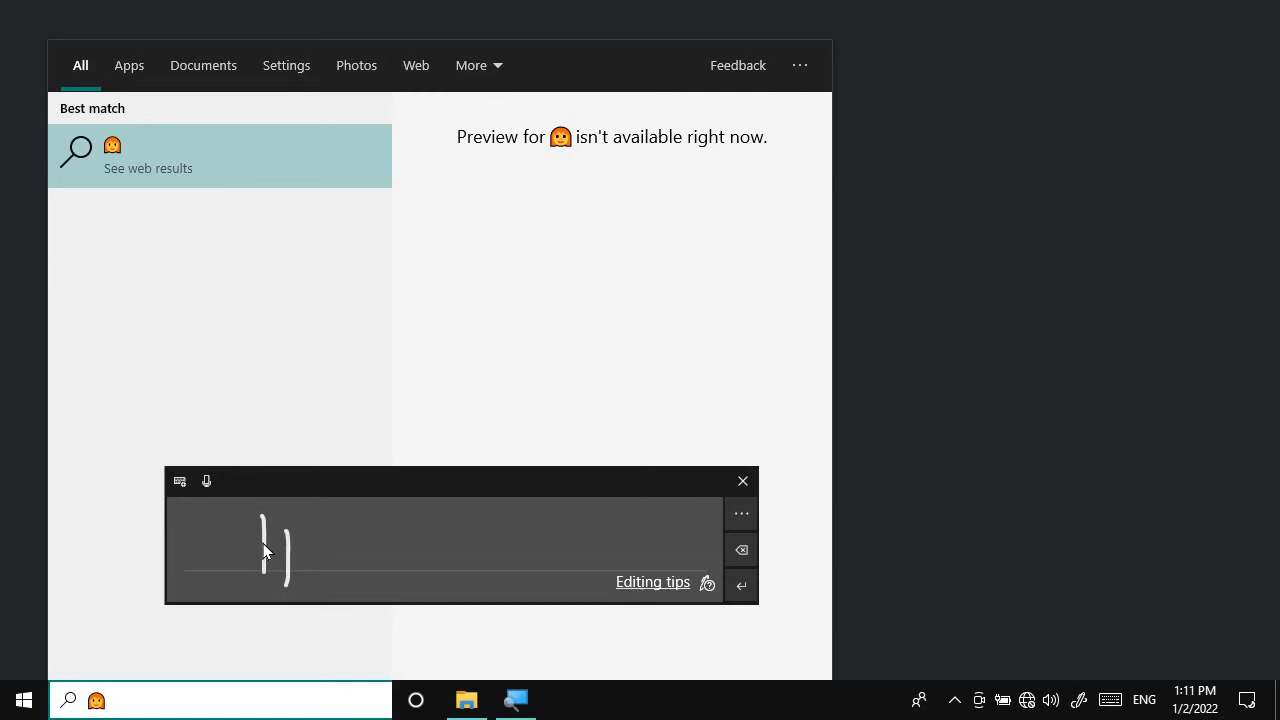 All Apps Documents Settings Photos Web More Feedback ...
Best match
👩‍🦰
See web results
Preview for 👩‍🦰 isn't available right now.
Editing tips
👩‍🦰
ENG
1:11 PM
1/2/2022